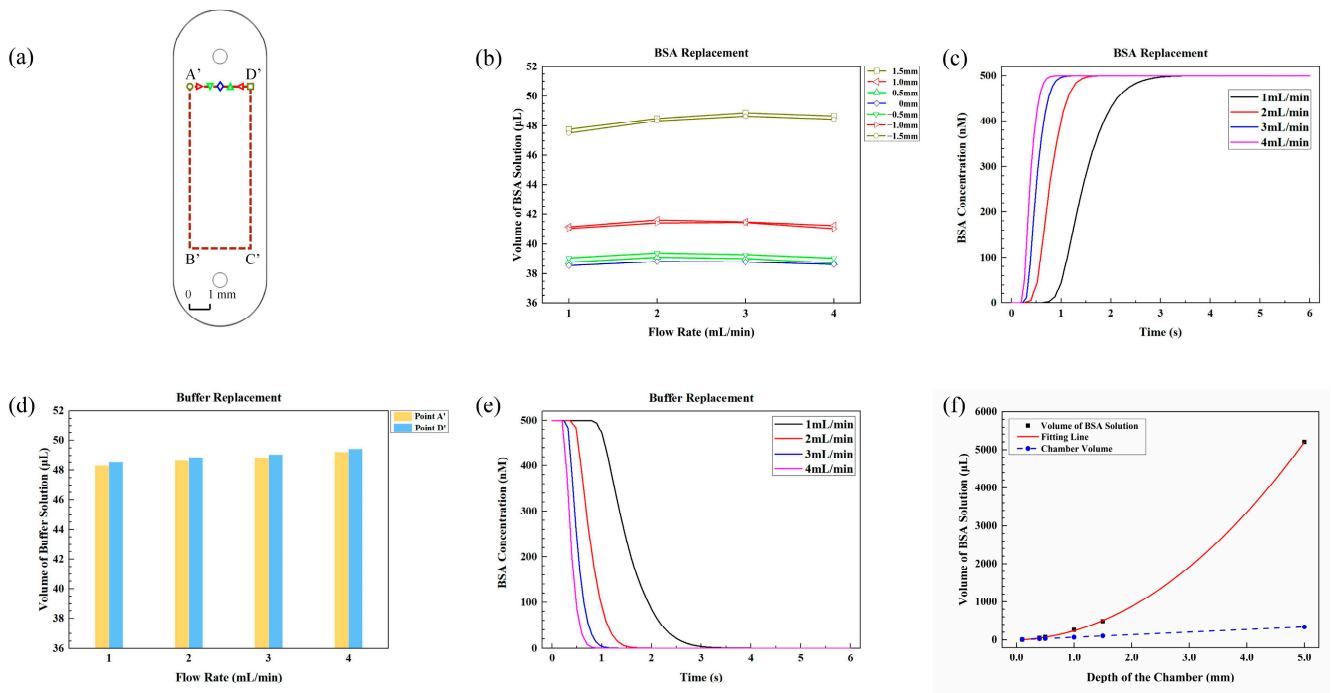 (a)
A’
D’
B’
C’
0
1 mm
(b)
BSA Replacement
Volume of BSA Solution (µL)
52
50
48
46
44
42
40
38
36
1
2
3
4
Flow Rate (mL/min)
1.5mm
1.0mm
0.5mm
0mm
−0.5mm
−1.0mm
−1.5mm
(c)
BSA Replacement
BSA Concentration (nM)
500
400
300
200
100
0
0
1
2
3
4
5
6
Time (s)
1mL/min
2mL/min
3mL/min
4mL/min
(d)
Buffer Replacement
Volume of Buffer Solution (µL)
52
50
48
46
44
42
40
38
36
1
2
3
4
Flow Rate (mL/min)
Point A'
Point D'
(e)
Buffer Replacement
BSA Concentration (nM)
500
400
300
200
100
0
0
1
2
3
4
5
6
Time (s)
1mL/min
2mL/min
3mL/min
4mL/min
(f)
Volume of BSA Solution (µL)
6000
5000
4000
3000
2000
1000
0
0.0
1.0
2.0
3.0
4.0
5.0
Depth of the Chamber (mm)
Volume of BSA Solution
Fitting Line
Chamber Volume